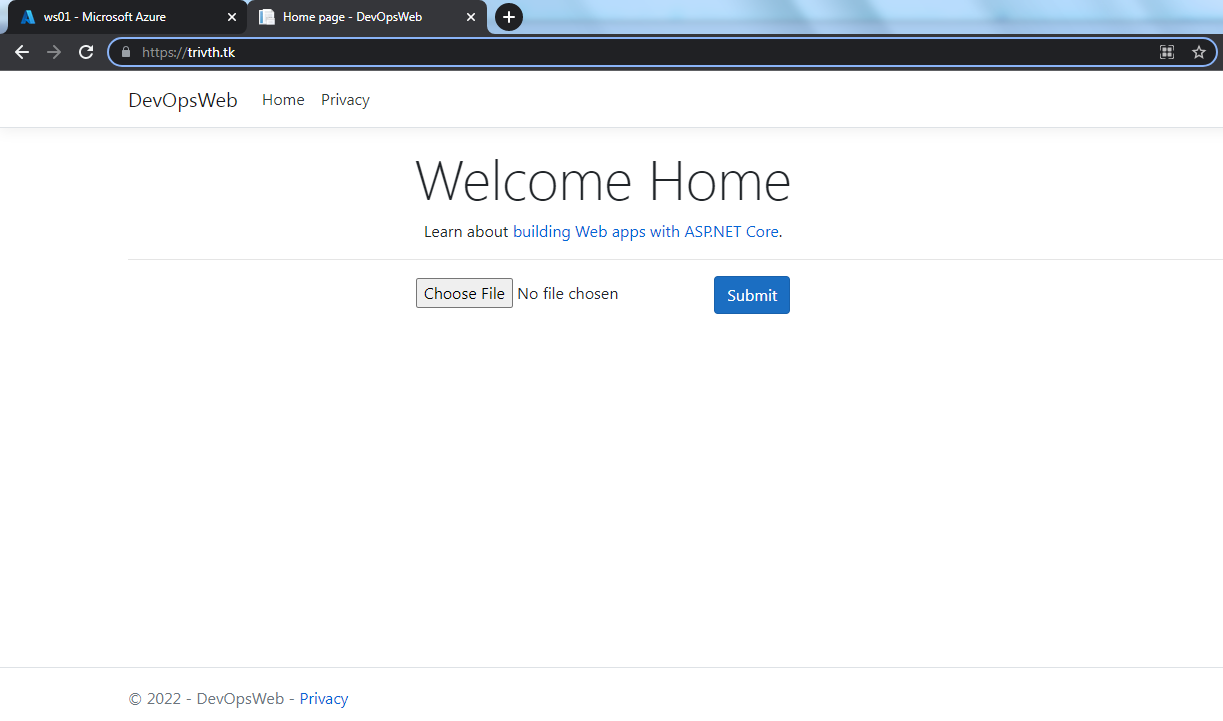 ws01 - Microsoft Azure
Home page - DevOpsWeb
https://trivth.tk
DevOpsWeb Home Privacy
Welcome Home
Learn about building Web apps with ASP.NET Core.
Choose File No file chosen Submit
© 2022 - DevOpsWeb - Privacy